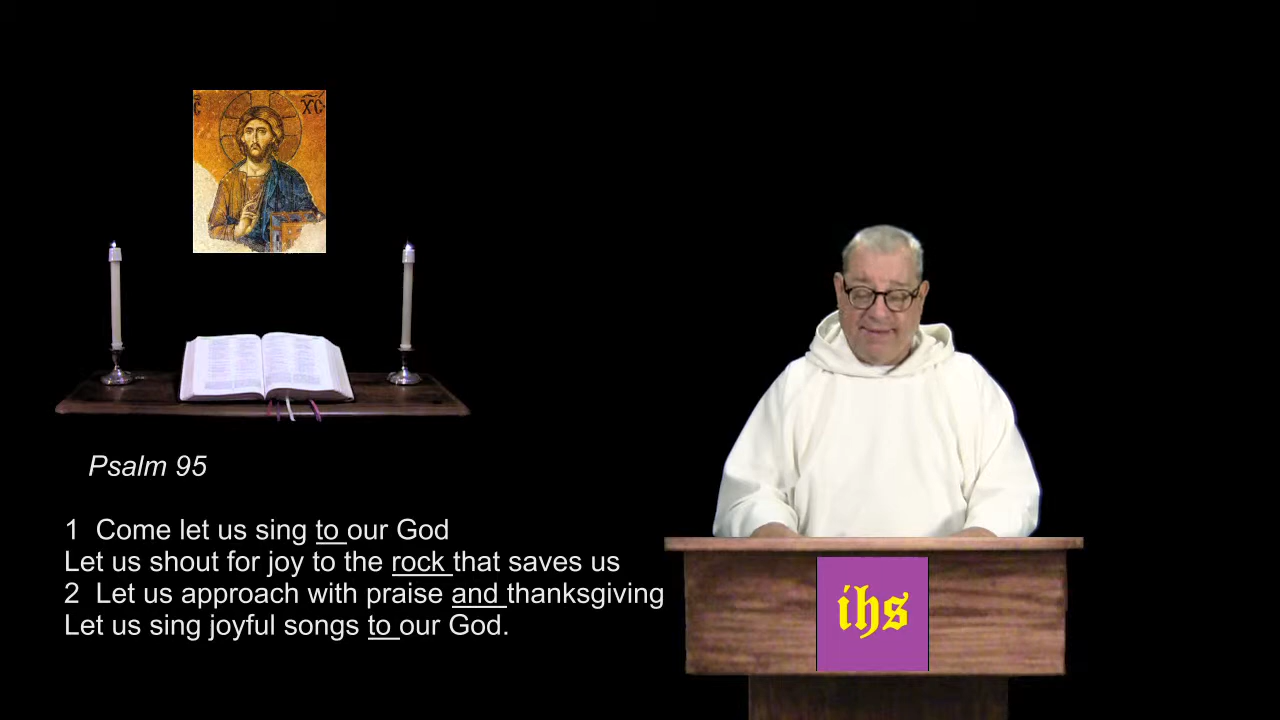 XC
Psalm 95
1 Come let us sing to our God
Let us shout for joy to the rock that saves us
2 Let us approach with praise and thanksgiving
Let us sing joyful songs to our God.
ihs